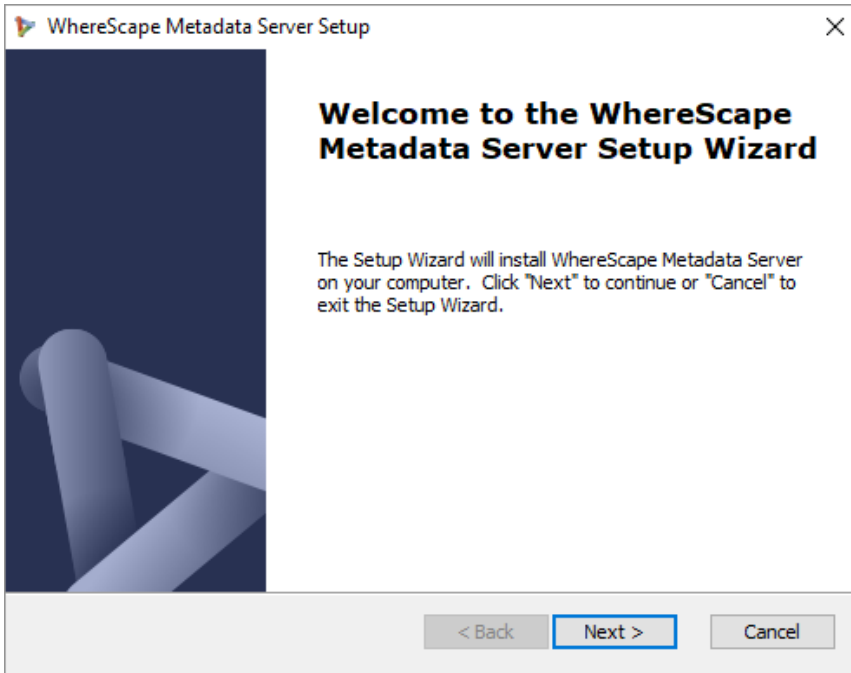 WhereScape Metadata Server Setup
Welcome to the WhereScape
Metadata Server Setup Wizard
The Setup Wizard will install WhereScape Metadata Server
on your computer.  Click "Next" to continue or "Cancel" to
exit the Setup Wizard.
< Back Next > Cancel